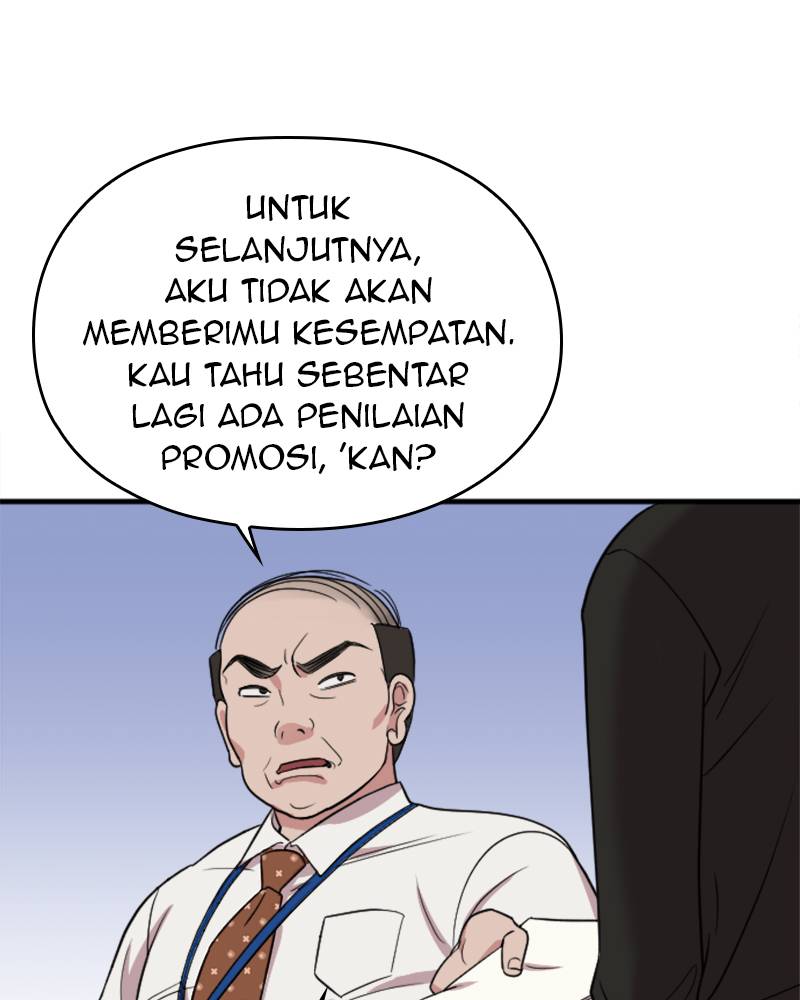 UNTUK
SELANJUTNYA,
AKU TIDAK AKAN
MEMBERIMU KESEMPATAN.
KAU TAHU SEBENTAR
LAGI ADA PENILAIAN
PROMOSI, 'KAN?